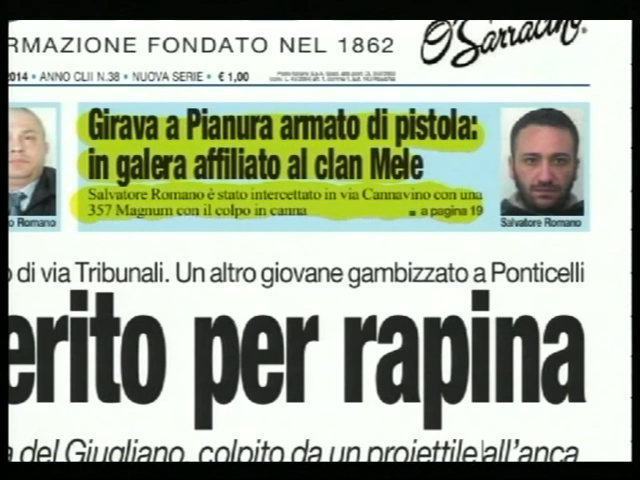 RMAZIONE FONDATO NEL 1862
O'Sarracino
2014 • ANNO CLII N.38 • NUOVA SERIE • € 1,00
Girava a Pianura armato di pistola:
in galera affiliato al clan Mele
Salvatore Romano è stato intercettato in via Cannavino con una
357 Magnum con il colpo in canna
■ a pagina 19
o Romano
Salvatore Romano
o di via Tribunali. Un altro giovane gambizzato a Ponticelli
erito per rapina
a del Giugliano, colpito da un proiettile all'anca